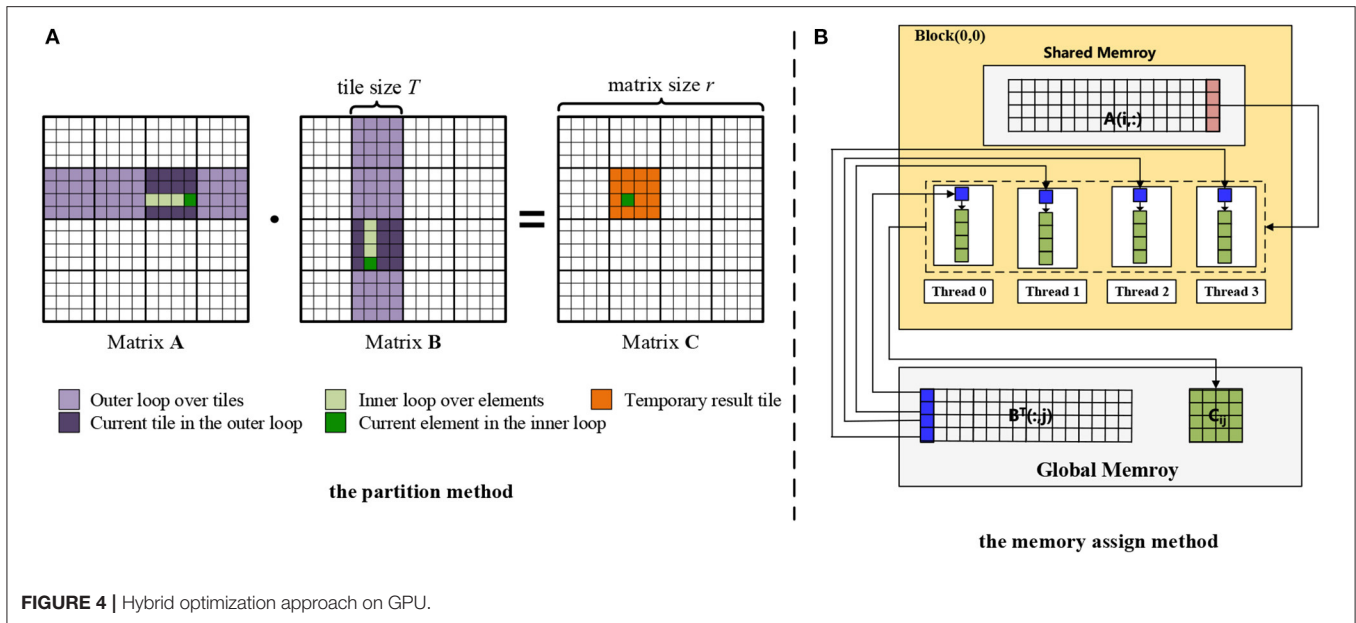 A
tile size T
matrix size r
Matrix A
Matrix B
Matrix C
Outer loop over tiles
Inner loop over elements
Temporary result tile
Current tile in the outer loop
Current element in the inner loop
the partition method
B
Block(0,0)
Shared Memroy
A(i,:)
Thread 0
Thread 1
Thread 2
Thread 3
Bᵀ(:,j)
Cᵢⱼ
Global Memroy
the memory assign method
FIGURE 4 | Hybrid optimization approach on GPU.